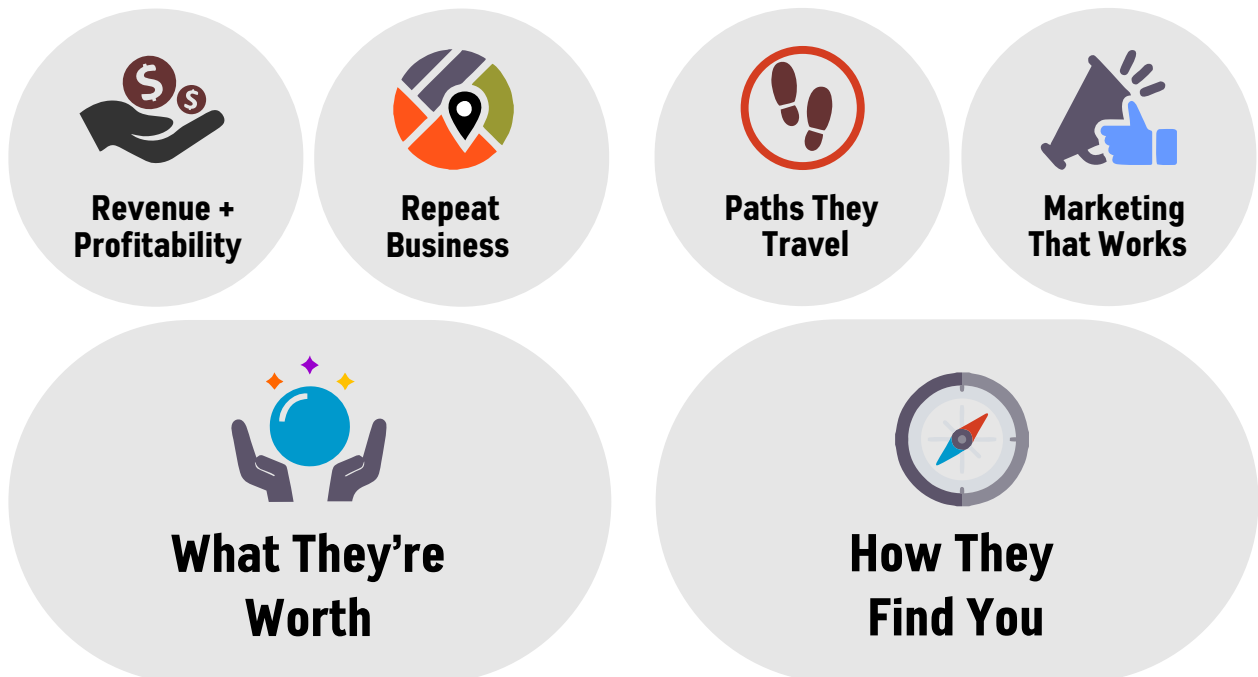 Revenue +
Profitability
Repeat
Business
Paths They
Travel
Marketing
That Works
What They’re
Worth
How They
Find You